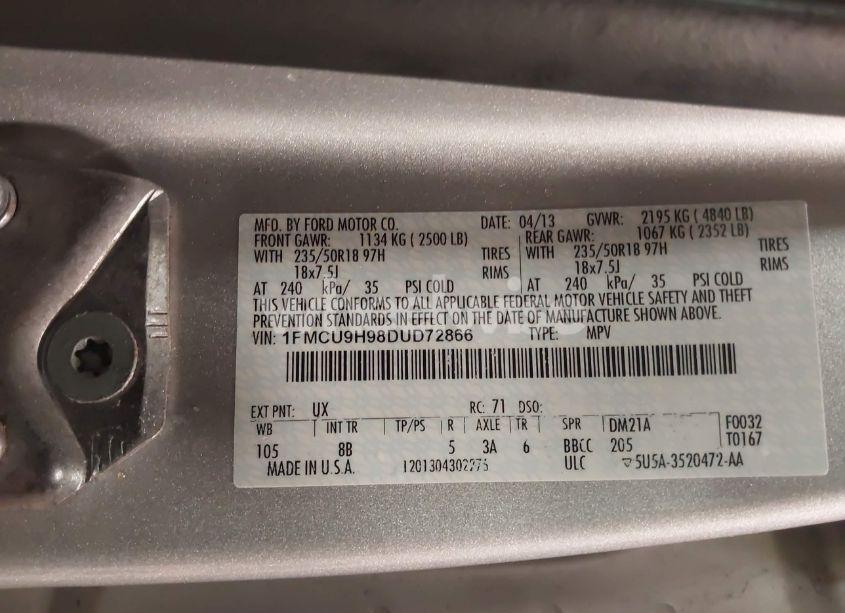 MFG. BY FORD MOTOR CO. DATE: 04/13 GVWR: 2195 KG ( 4840 LB)
FRONT GAWR: 1134 KG ( 2500 LB) REAR GAWR: 1067 KG ( 2352 LB)
WITH 235/50R18 97H TIRES WITH 235/50R18 97H TIRES
18x7.5J RIMS 18x7.5J RIMS
AT 240 kPa/ 35 PSI COLD AT 240 kPa/ 35 PSI COLD
THIS VEHICLE CONFORMS TO ALL APPLICABLE FEDERAL MOTOR VEHICLE SAFETY AND THEFT
PREVENTION STANDARDS IN EFFECT ON THE DATE OF MANUFACTURE SHOWN ABOVE.
VIN: 1FMCU9H98DUD72866 TYPE: MPV
EXT PNT: UX RC: 71 DSO:
WB INT TR TP/PS R AXLE TR SPR DM21A F0032
105 8B 5 3A 6 BBCC 205 T0167
MADE IN U.S.A. ULC 5U5A-3520472-AA